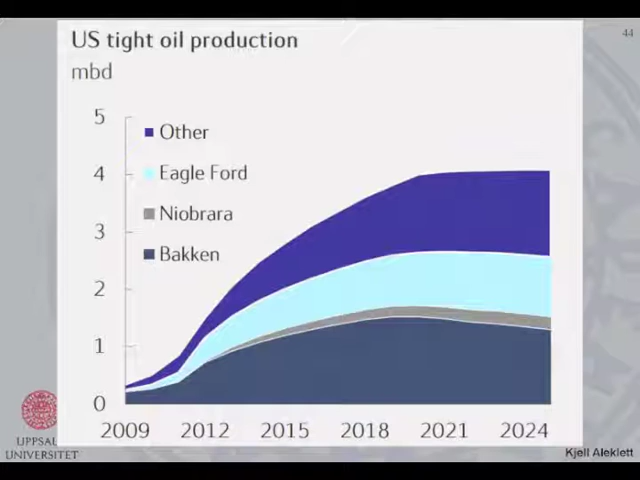 44
US tight oil production
mbd
5
Other
Eagle Ford
4
Niobrara
3
Bakken
2
1
0
2009 2012 2015 2018 2021 2024
UPPSAL
UNIVERSITET
Kjell Aleklett